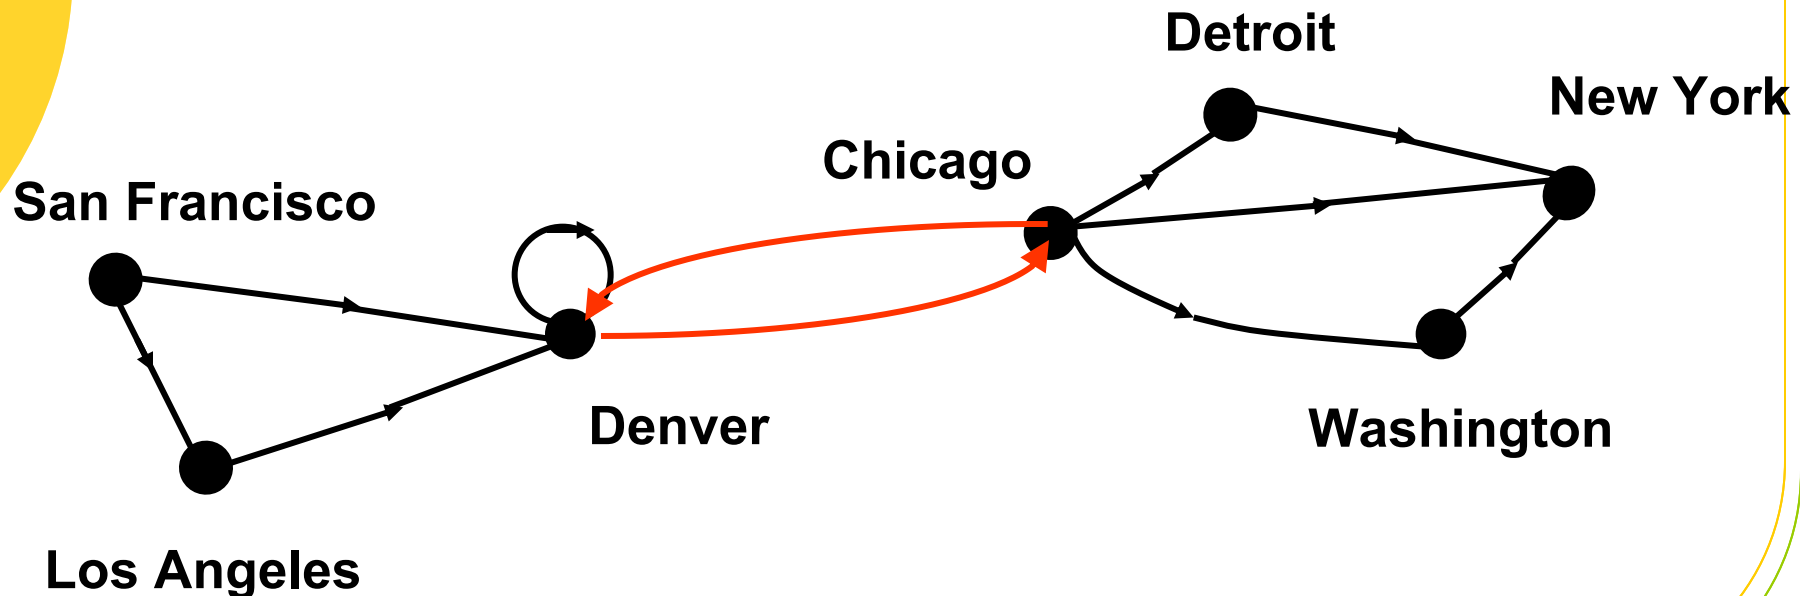 Detroit
New York
Chicago
San Francisco
Denver
Washington
Los Angeles